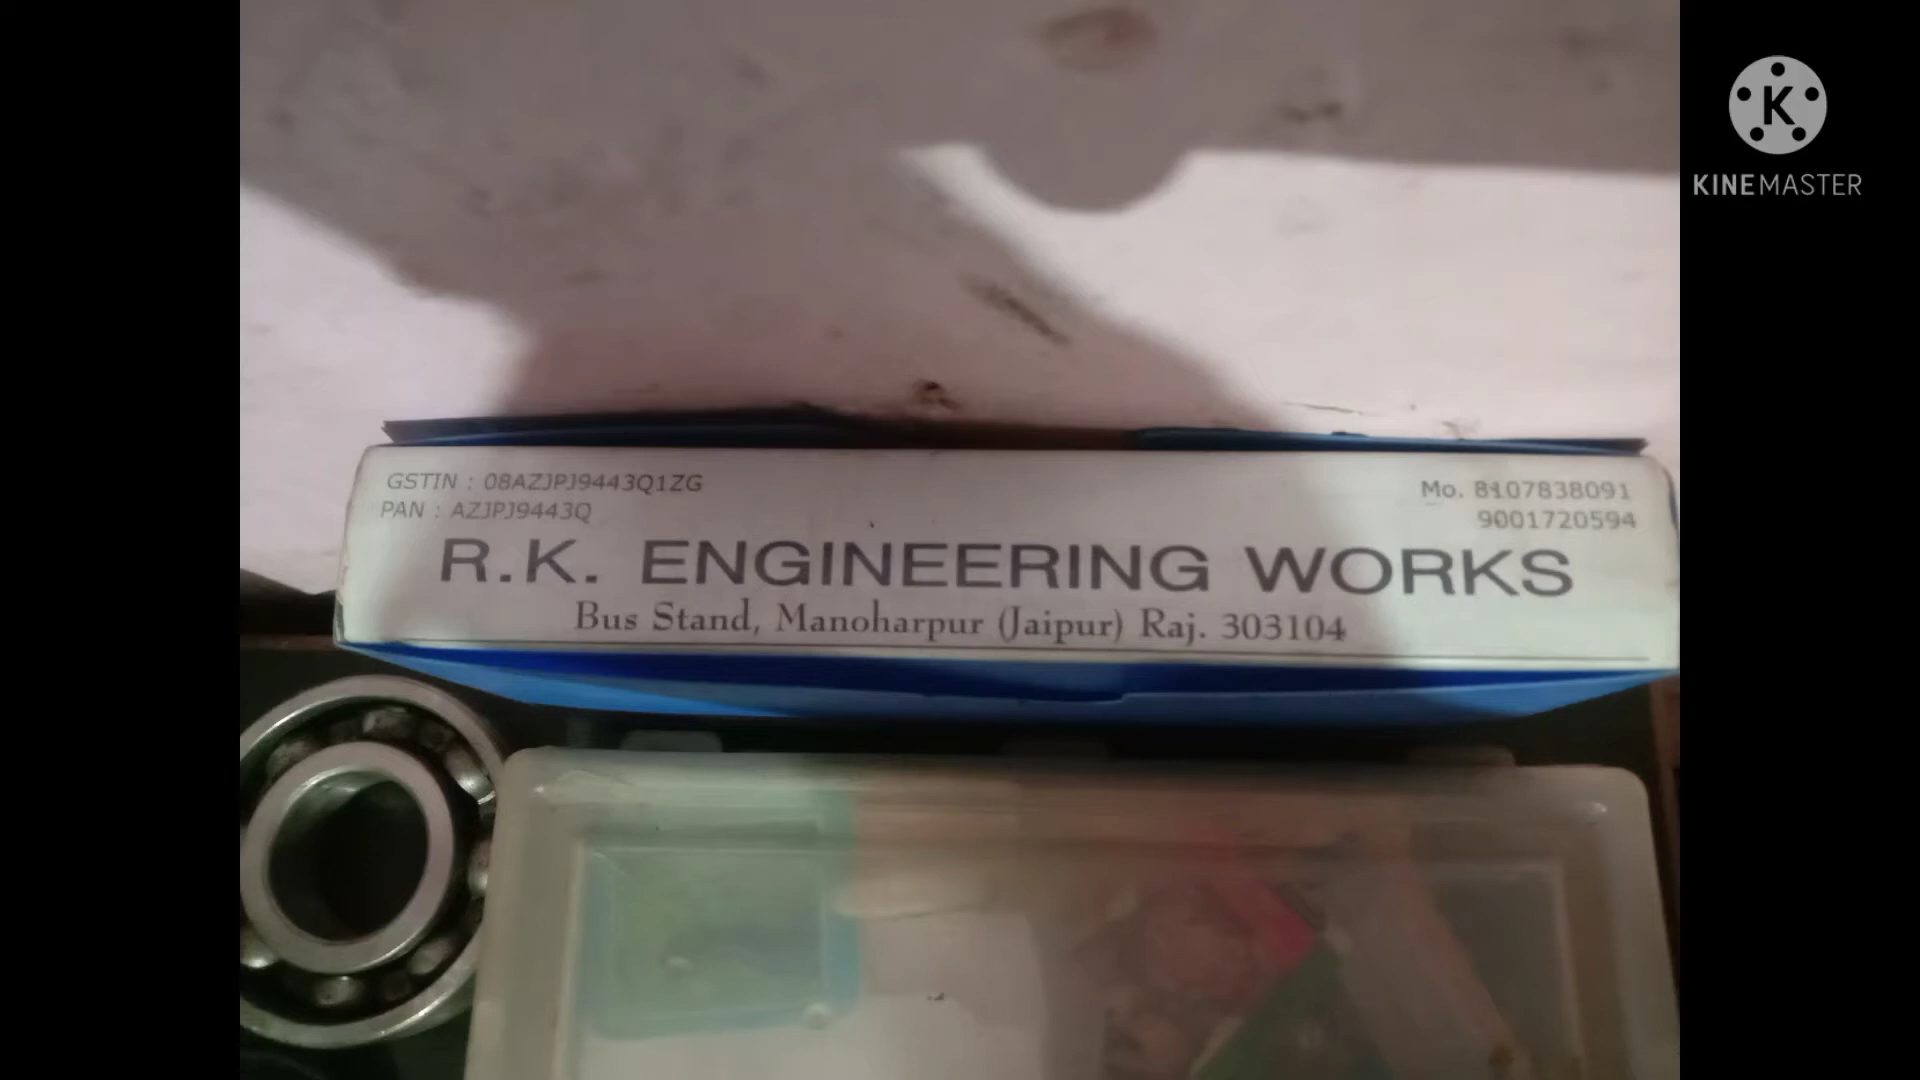 K
KINEMASTER
GSTIN : 08AZJPJ9443Q1ZG
Mo. 8107838091
PAN : AZJPJ9443Q
9001720594
R.K. ENGINEERING WORKS
Bus Stand, Manoharpur (Jaipur) Raj. 303104